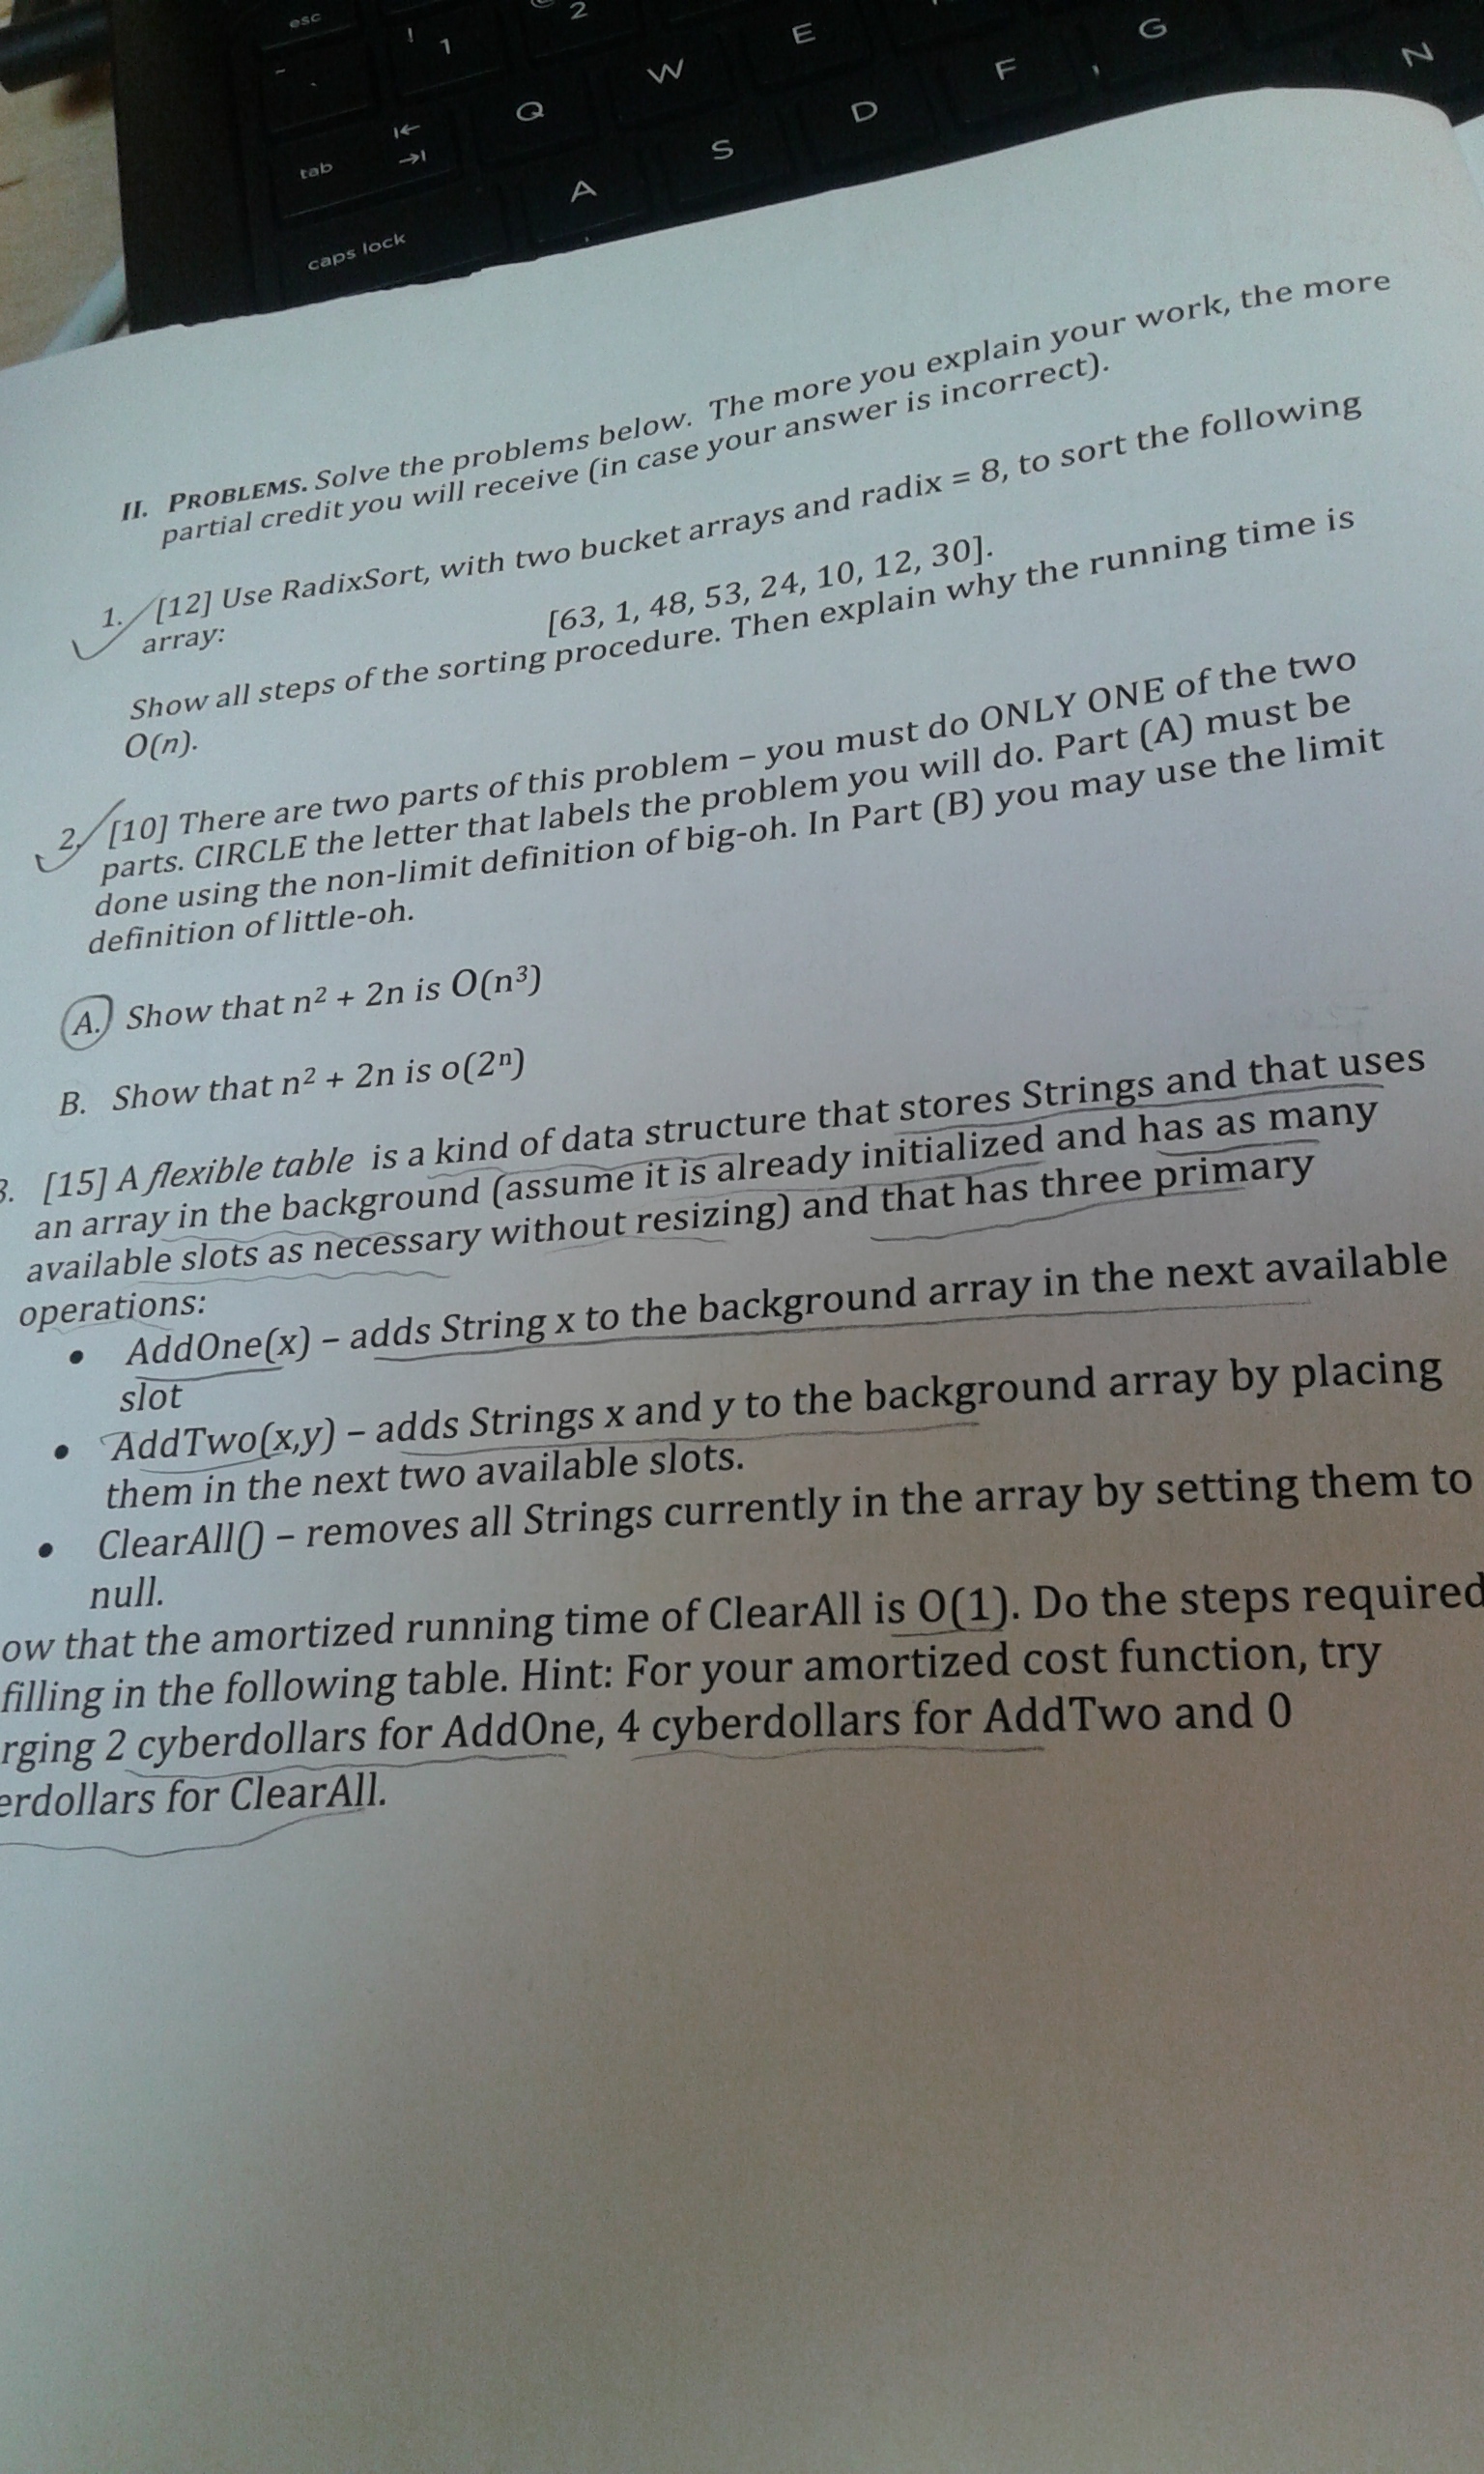 esc
! 1
2
~ `
tab
Q
W
E
caps lock
A
S
D
F
G
N
II. PROBLEMS. Solve the problems below. The more you explain your work, the more
partial credit you will receive (in case your answer is incorrect).
1. [12] Use RadixSort, with two bucket arrays and radix = 8, to sort the following
array:
[63, 1, 48, 53, 24, 10, 12, 30].
Show all steps of the sorting procedure. Then explain why the running time is
O(n).
2. [10] There are two parts of this problem – you must do ONLY ONE of the two
parts. CIRCLE the letter that labels the problem you will do. Part (A) must be
done using the non-limit definition of big-oh. In Part (B) you may use the limit
definition of little-oh.
A. Show that n² + 2n is O(n³)
B. Show that n² + 2n is o(2ⁿ)
3. [15] A flexible table is a kind of data structure that stores Strings and that uses
an array in the background (assume it is already initialized and has as many
available slots as necessary without resizing) and that has three primary
operations:
• AddOne(x) – adds String x to the background array in the next available
slot
• AddTwo(x,y) – adds Strings x and y to the background array by placing
them in the next two available slots.
• ClearAll() – removes all Strings currently in the array by setting them to
null.
ow that the amortized running time of ClearAll is O(1). Do the steps required
filling in the following table. Hint: For your amortized cost function, try
rging 2 cyberdollars for AddOne, 4 cyberdollars for AddTwo and 0
erdollars for ClearAll.